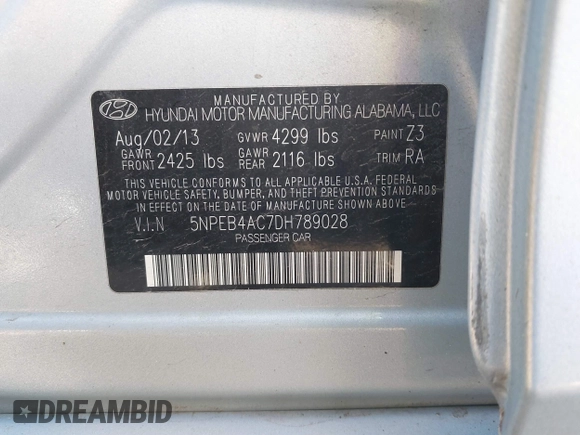 MANUFACTURED BY
HYUNDAI MOTOR MANUFACTURING ALABAMA, LLC
Aug/02/13 GVWR 4299 lbs PAINT Z3
GAWR FRONT 2425 lbs GAWR REAR 2116 lbs TRIM RA
THIS VEHICLE CONFORMS TO ALL APPLICABLE U.S.A. FEDERAL
MOTOR VEHICLE SAFETY, BUMPER, AND THEFT PREVENTION STANDARDS
IN EFFECT ON THE DATE OF MANUFACTURE SHOWN ABOVE.
V.I.N 5NPEB4AC7DH789028
PASSENGER CAR
DREAMBID